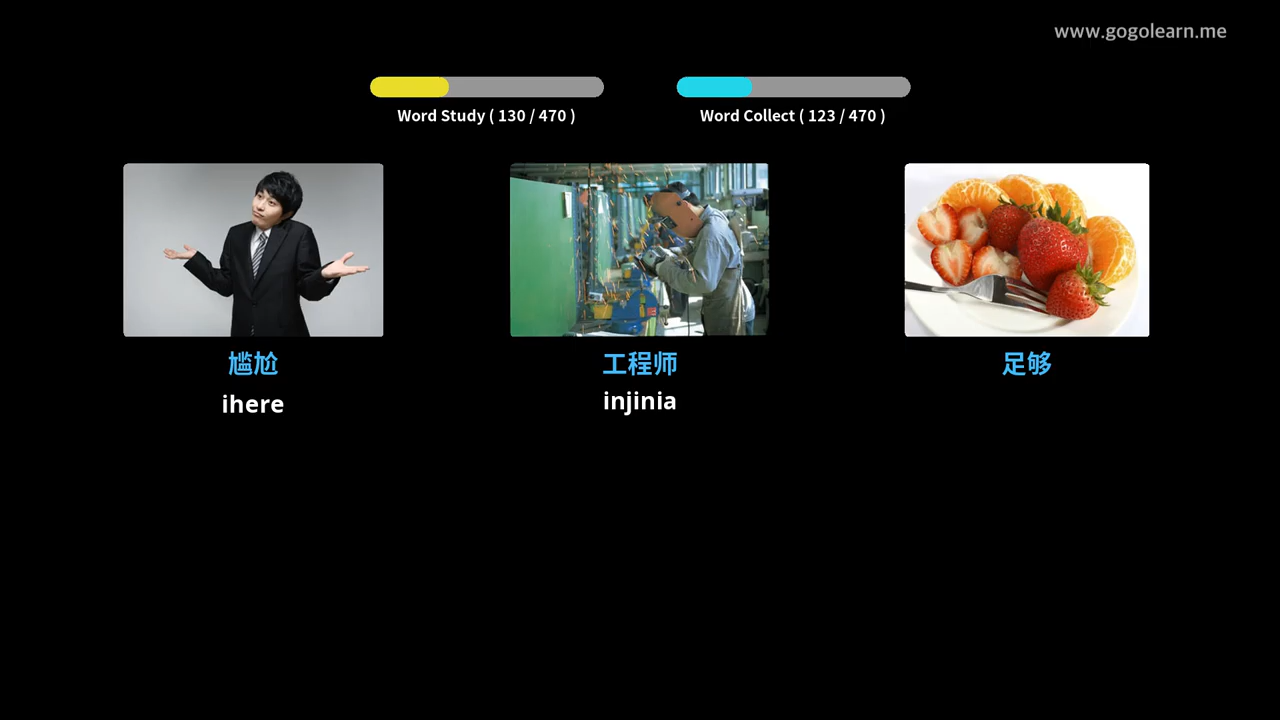 www.gogolearn.me
Word Study ( 130 / 470 )
Word Collect ( 123 / 470 )
尴尬
工程师
足够
ihere
injinia